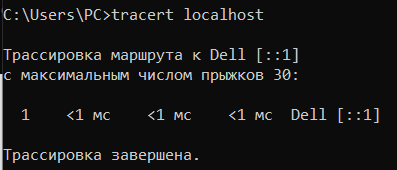 C:\Users\PC>tracert localhost
Трассировка маршрута к Dell [::1]
с максимальным числом прыжков 30:
1 <1 мс <1 мс <1 мс Dell [::1]
Трассировка завершена.